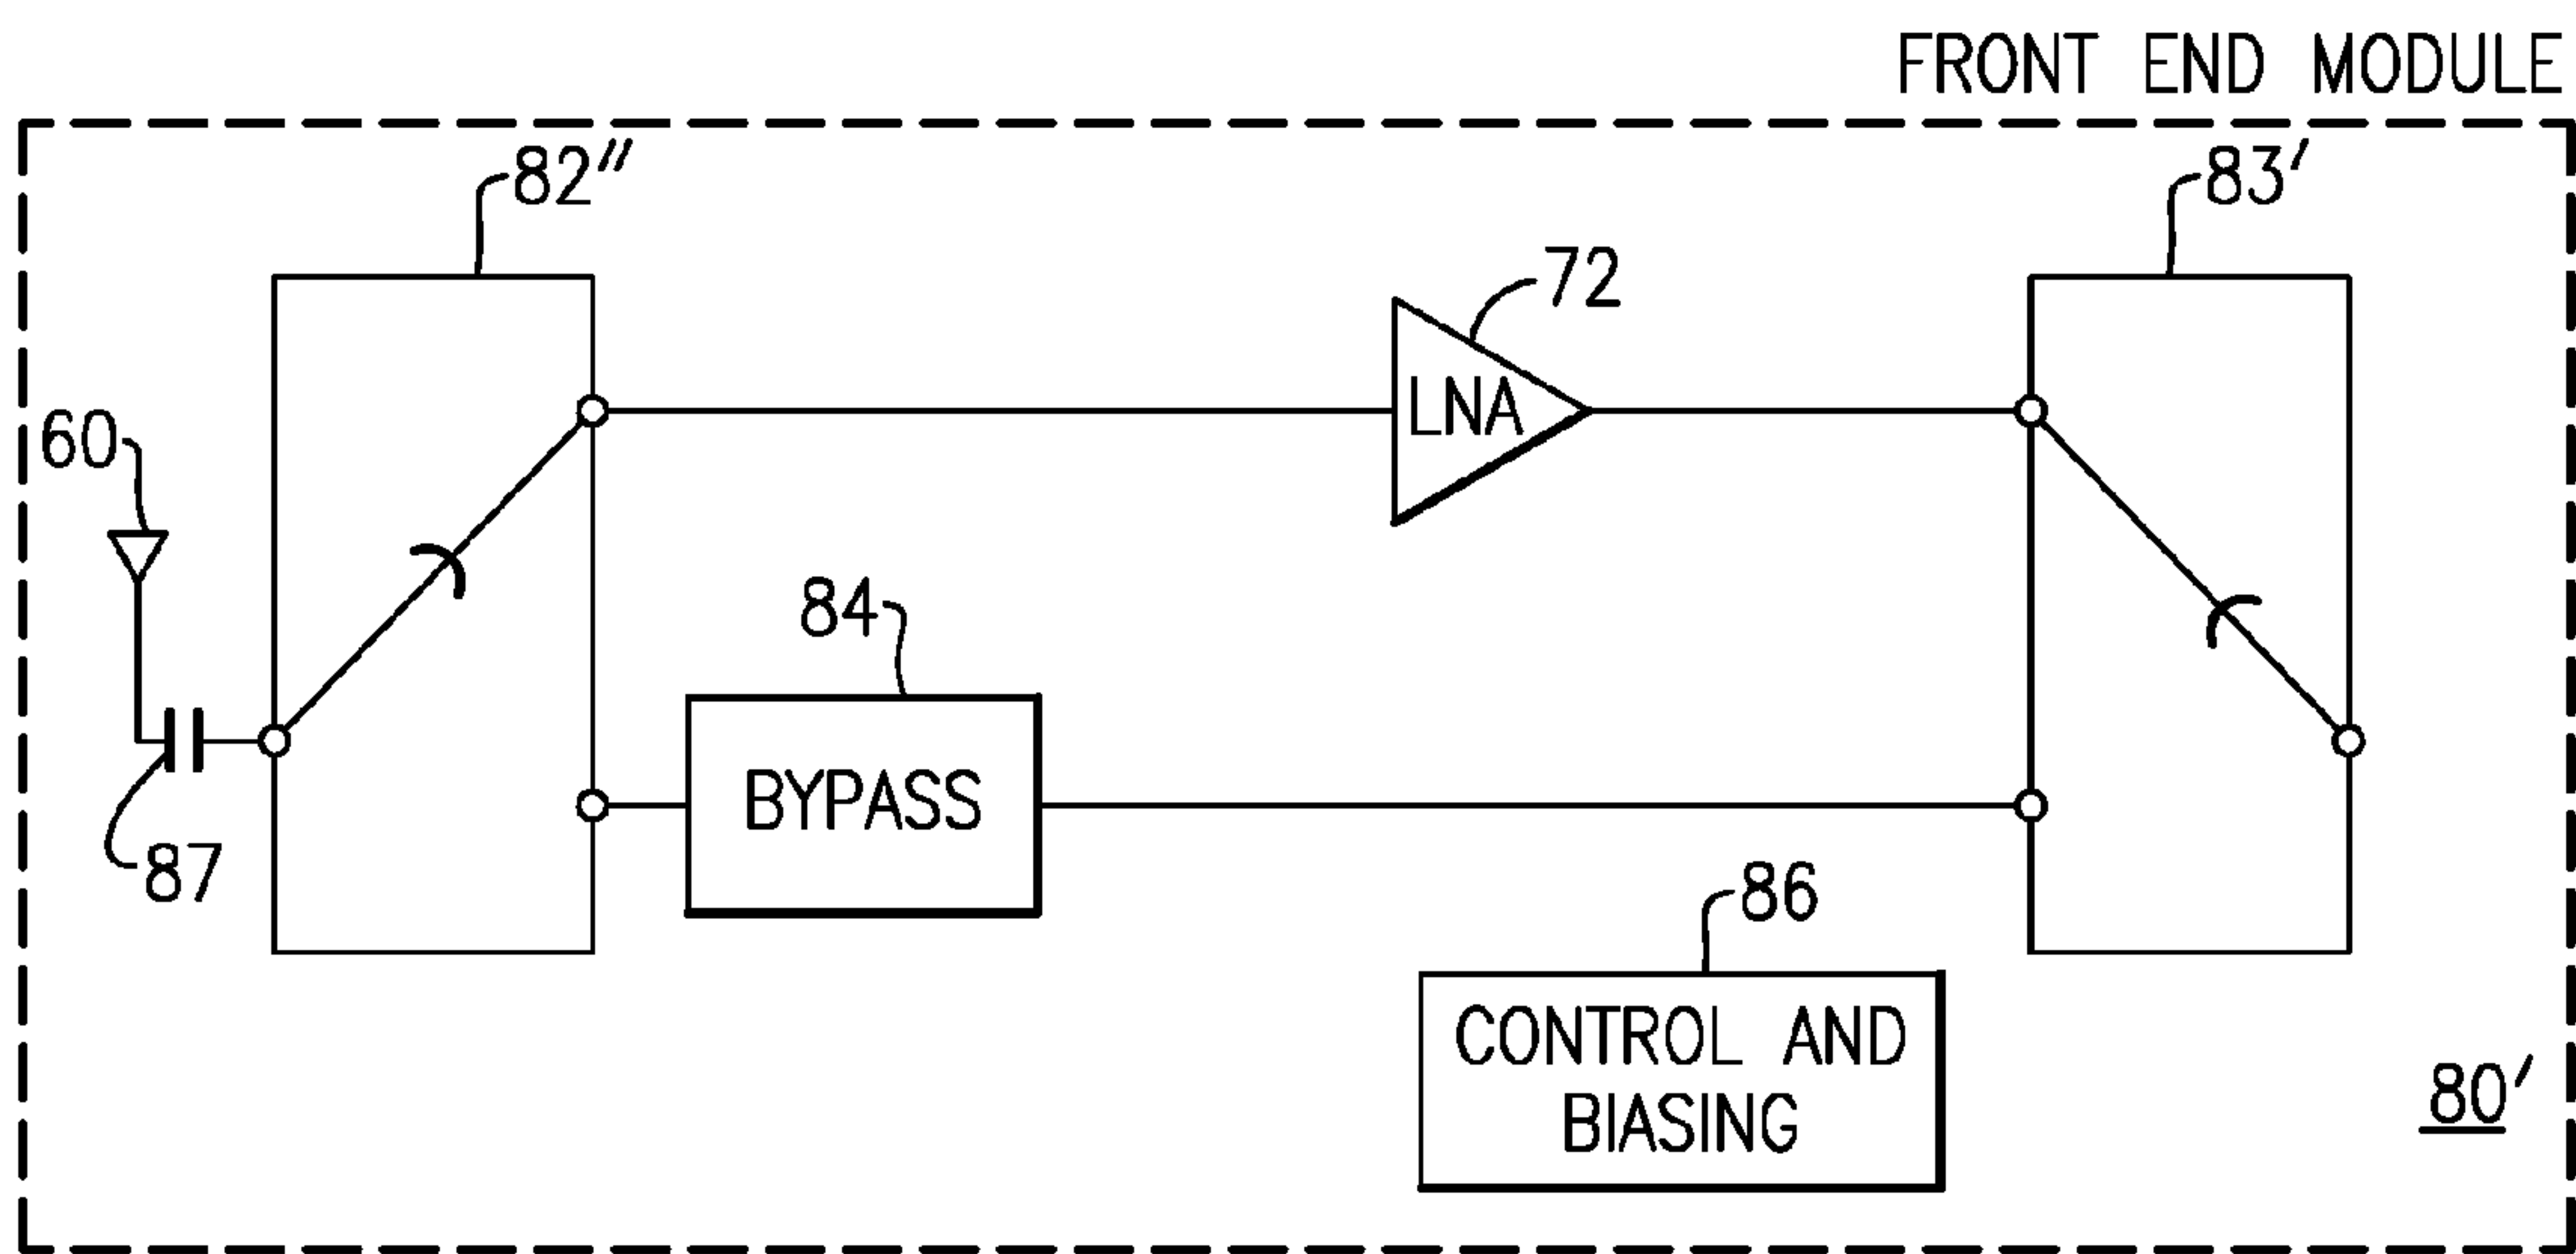 FRONT END MODULE
82″
83′
72
LNA
60
84
BYPASS
87
86
CONTROL AND
BIASING
80′